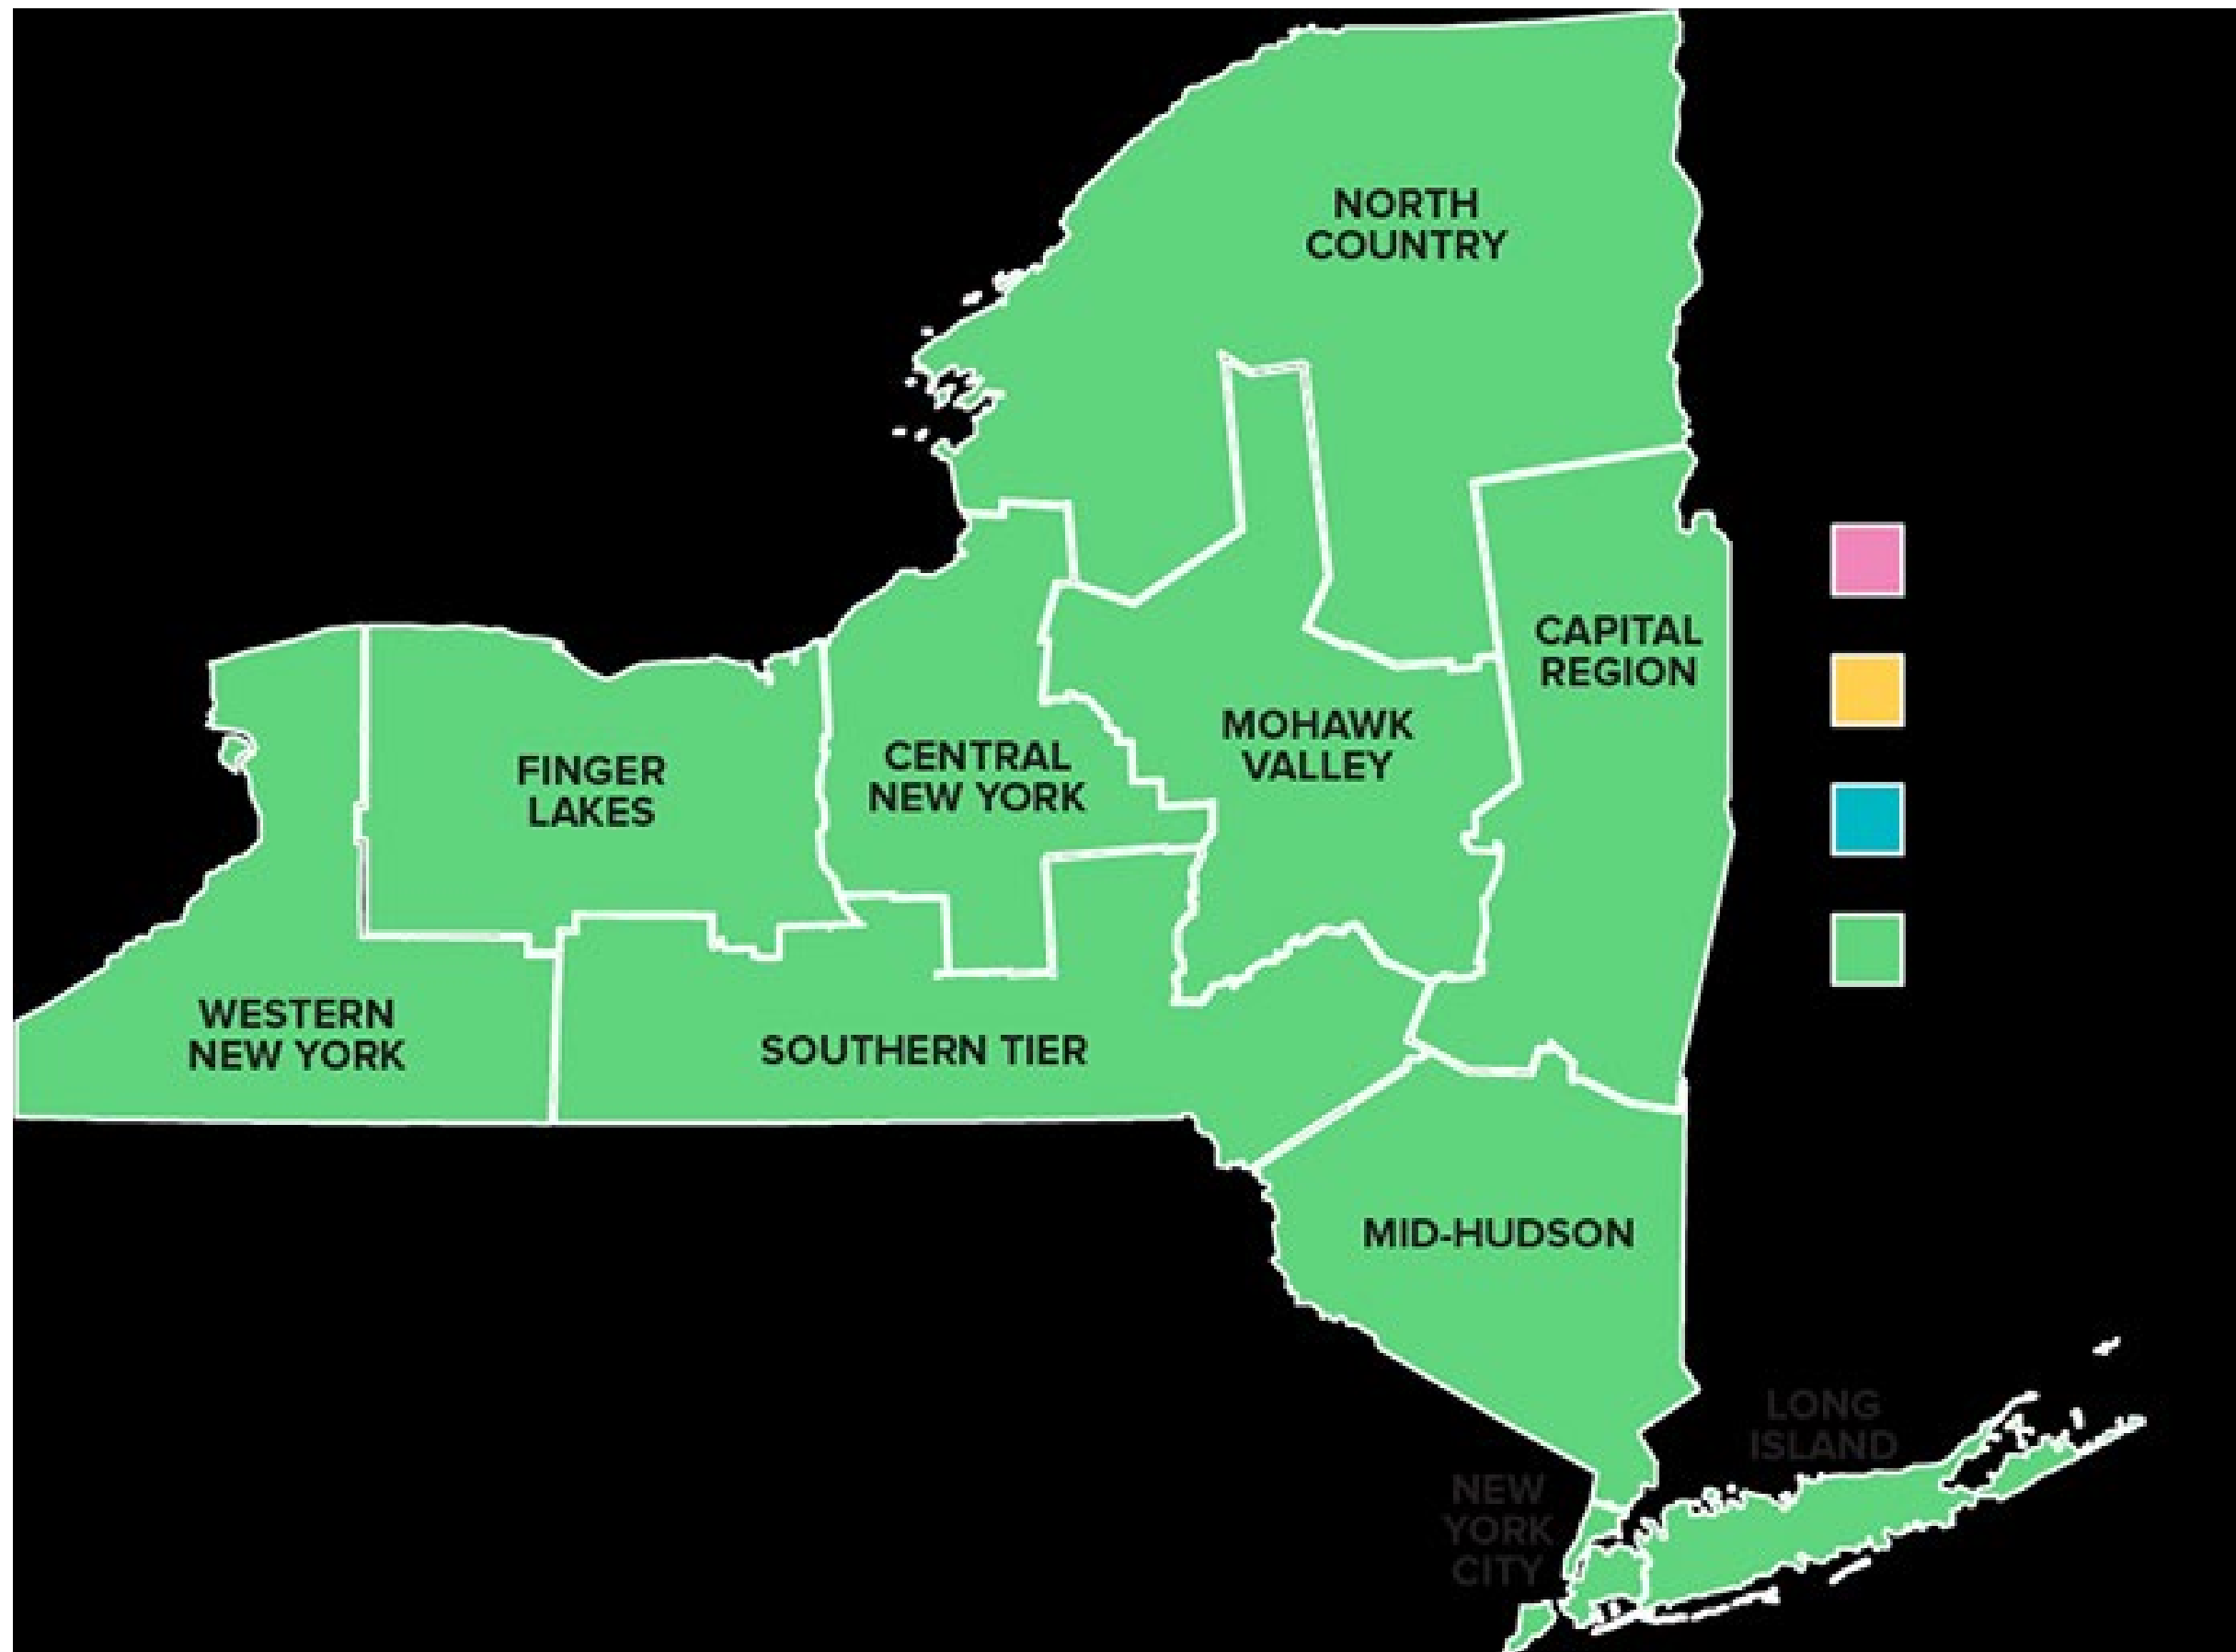 NORTH
COUNTRY
CAPITAL
REGION
MOHAWK
VALLEY
CENTRAL
NEW YORK
FINGER
LAKES
WESTERN
NEW YORK
SOUTHERN TIER
MID-HUDSON
LONG
ISLAND
NEW
YORK
CITY